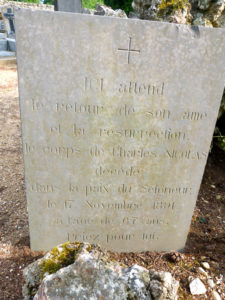 ICI attend
le retour de son âme
et la résurrection,
le corps de Charles NICOLAS
décédé
dans la paix du Seigneur;
le 17 Novembre 1891
à l'âge de 67 ans.
Priez pour lui.